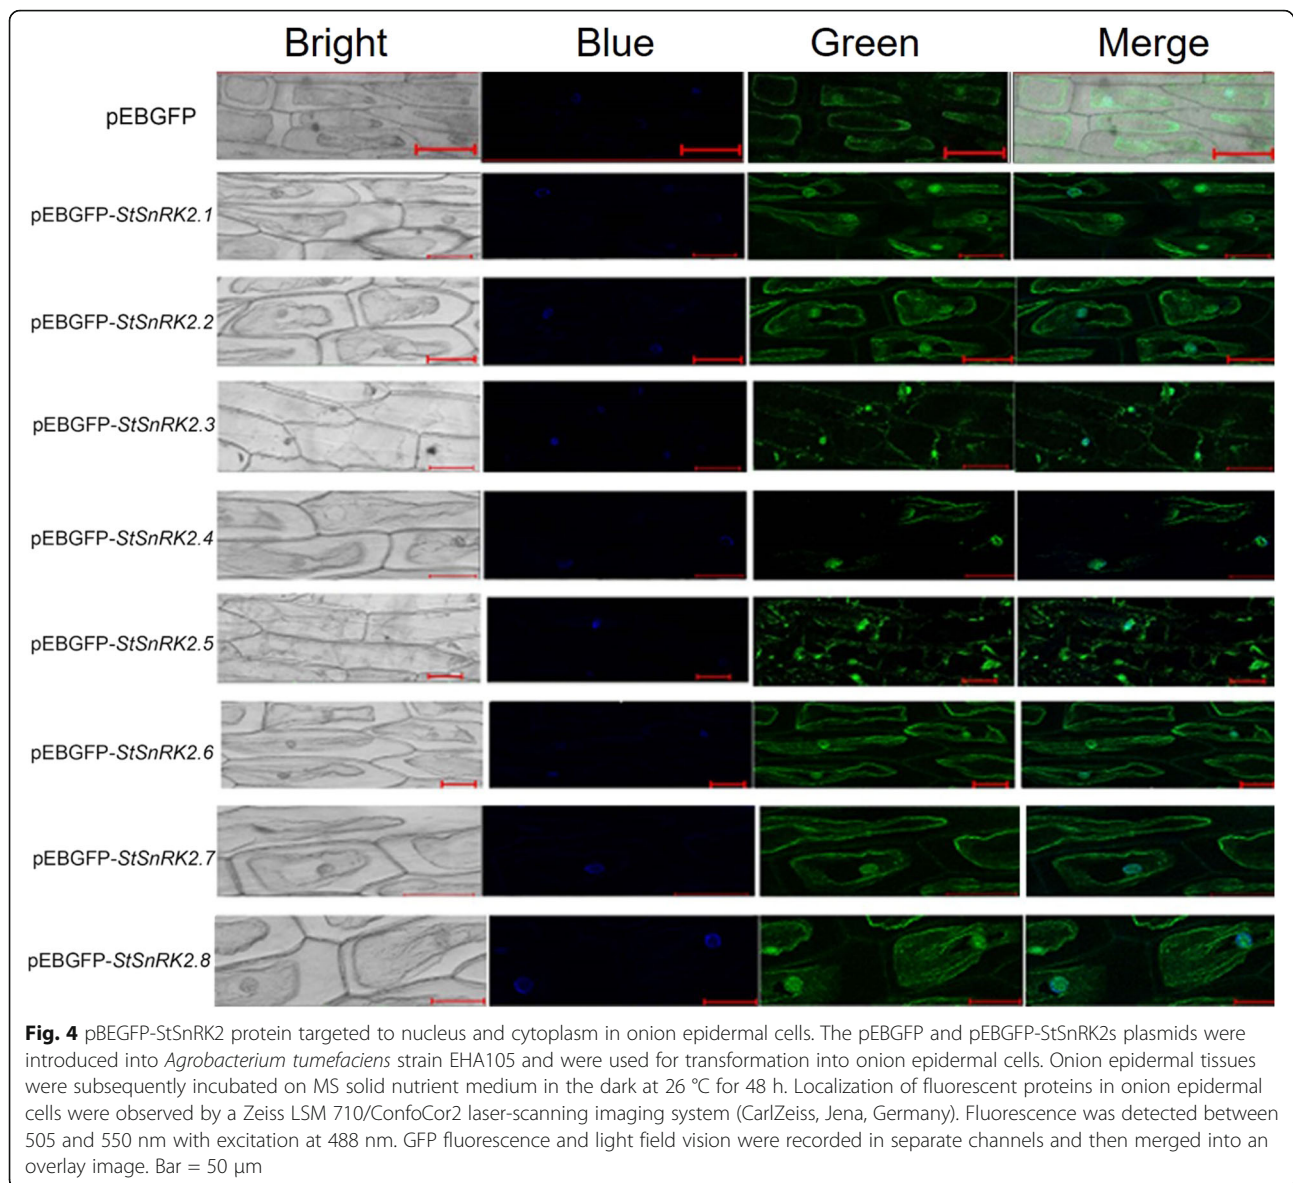 Bright Blue Green Merge
pEBGFP
pEBGFP-StSnRK2.1
pEBGFP-StSnRK2.2
pEBGFP-StSnRK2.3
pEBGFP-StSnRK2.4
pEBGFP-StSnRK2.5
pEBGFP-StSnRK2.6
pEBGFP-StSnRK2.7
pEBGFP-StSnRK2.8
Fig. 4 pBEGFP-StSnRK2 protein targeted to nucleus and cytoplasm in onion epidermal cells. The pEBGFP and pEBGFP-StSnRK2s plasmids were
introduced into Agrobacterium tumefaciens strain EHA105 and were used for transformation into onion epidermal cells. Onion epidermal tissues
were subsequently incubated on MS solid nutrient medium in the dark at 26 °C for 48 h. Localization of fluorescent proteins in onion epidermal
cells were observed by a Zeiss LSM 710/ConfoCor2 laser-scanning imaging system (CarlZeiss, Jena, Germany). Fluorescence was detected between
505 and 550 nm with excitation at 488 nm. GFP fluorescence and light field vision were recorded in separate channels and then merged into an
overlay image. Bar = 50 μm